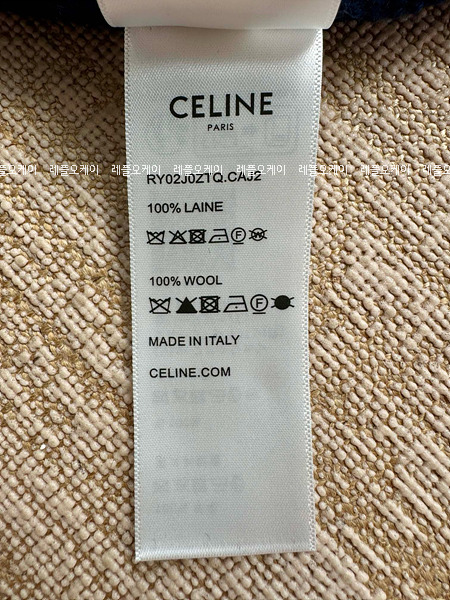 CELINE
PARIS
레플오케이 레플오케이 레플오케이 레플오케이 레플오케이 레플오케이 레플오케이
RY02J0ZTQ.CAJ2
100% LAINE
F W
100% WOOL
F
MADE IN ITALY
CELINE.COM